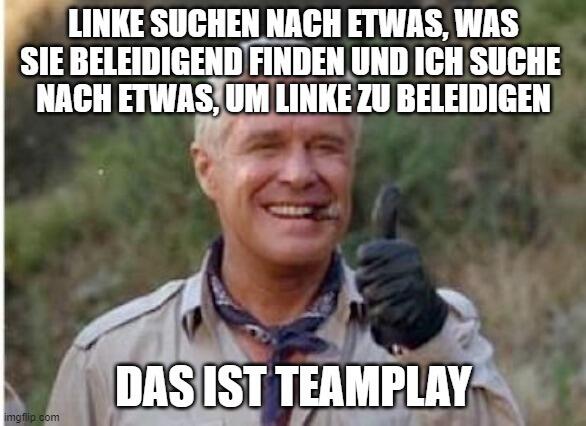 LINKE SUCHEN NACH ETWAS, WAS
SIE BELEIDIGEND FINDEN UND ICH SUCHE
NACH ETWAS, UM LINKE ZU BELEIDIGEN
DAS IST TEAMPLAY
imgflip.com